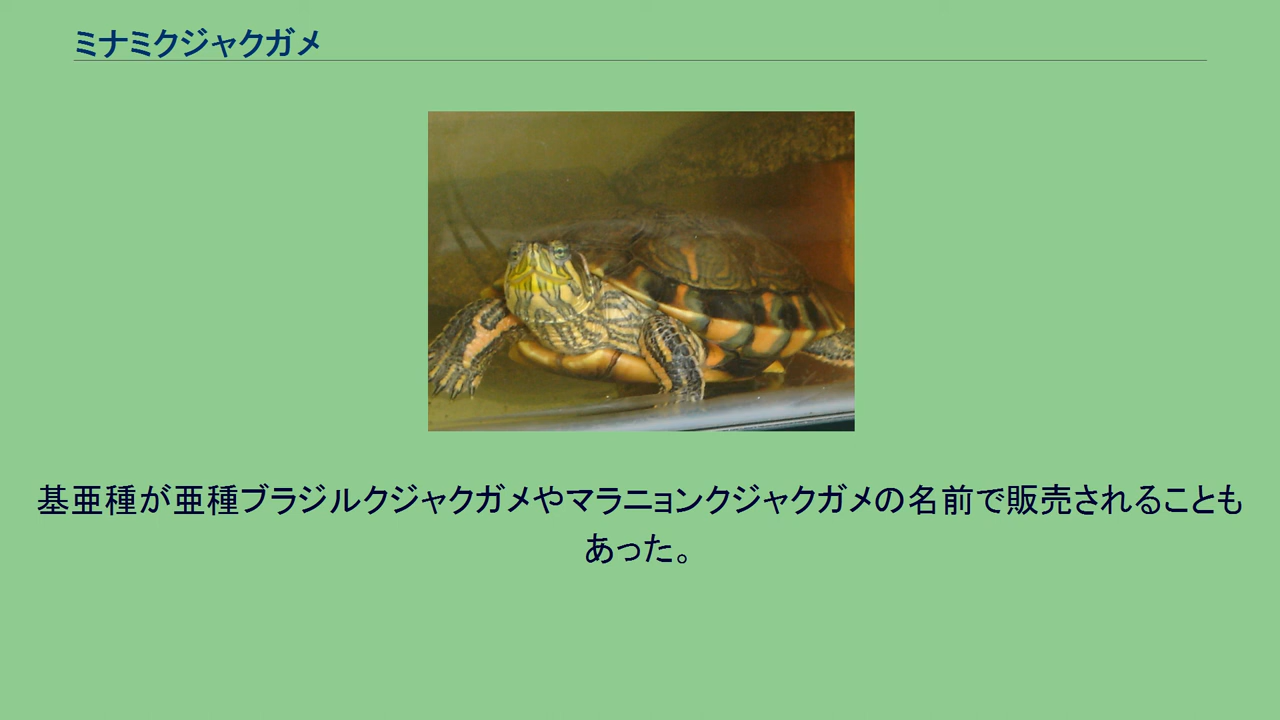 ミナミクジャクガメ
基亜種が亜種ブラジルクジャクガメやマラニョンクジャクガメの名前で販売されることも
あった。